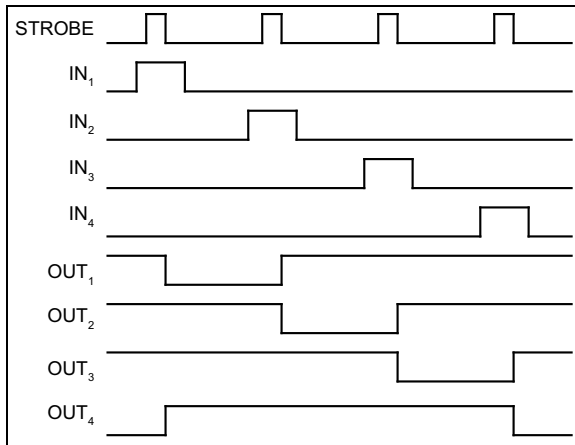 STROBE
IN₁
IN₂
IN₃
IN₄
OUT₁
OUT₂
OUT₃
OUT₄